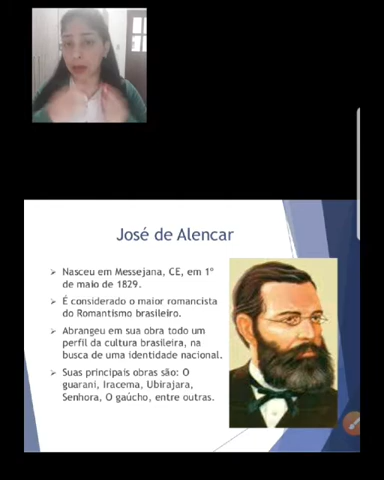 José de Alencar
Nasceu em Messejana, CE, em 1º
de maio de 1829.
É considerado o maior romancista
do Romantismo brasileiro.
Abrangeu em sua obra todo um
perfil da cultura brasileira, na
busca de uma identidade nacional.
Suas principais obras são: O
guarani, Iracema, Ubirajara,
Senhora, O gaúcho, entre outras.